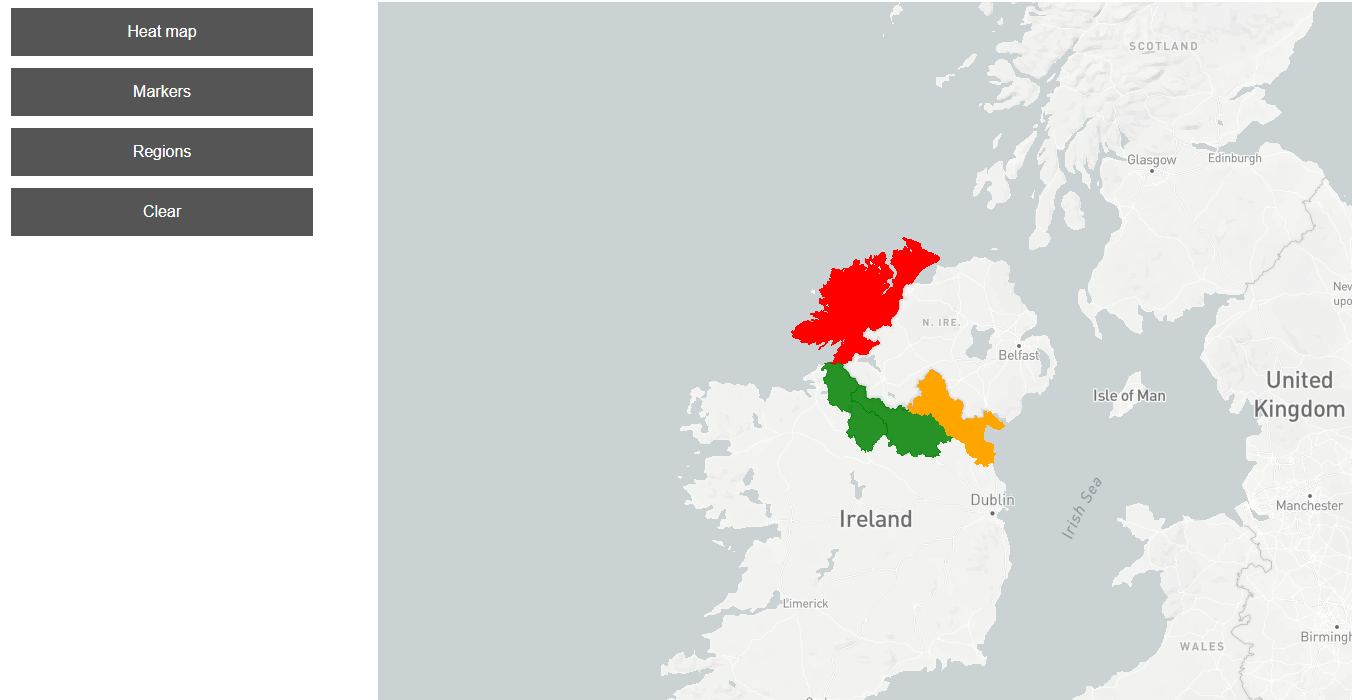 Heat map
Markers
Regions
Clear
SCOTLAND
Glasgow
Edinburgh
New
upo
N. IRE.
Belfast
Isle of Man
United
Kingdom
Irish Sea
Dublin
Ireland
Manchester
Limerick
Birmingh
WALES